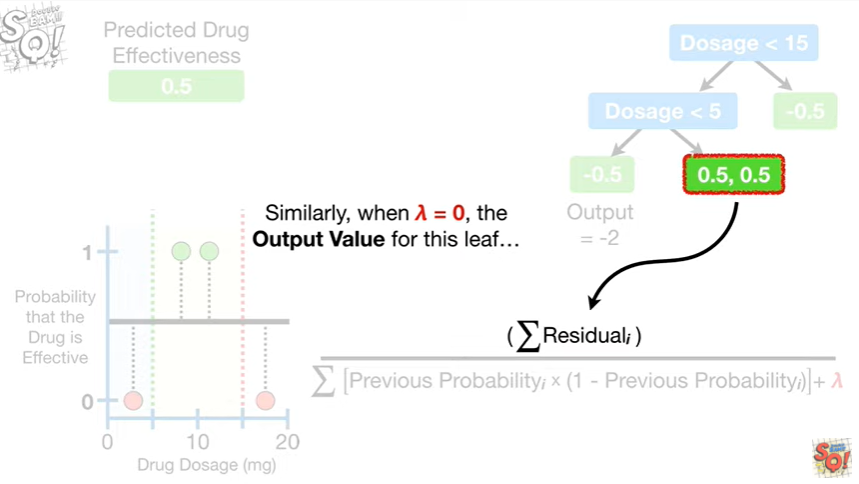 Predicted Drug
Effectiveness
0.5
Dosage < 15
Dosage < 5
-0.5
-0.5
0.5, 0.5
Output
= -2
Similarly, when λ = 0, the
Output Value for this leaf…
1
Probability
that the
Drug is
Effective
0
0
10
20
Drug Dosage (mg)
(∑Residualᵢ)
∑ [Previous Probabilityᵢ x (1 - Previous Probabilityᵢ)]+ λ
SQ!
SQ!